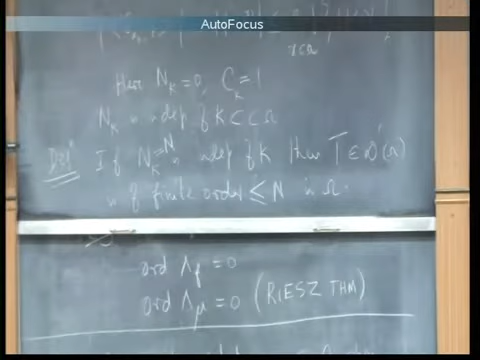 AutoFocus
Here N_K = 0, C_K = 1
N_K is indep of K ⊂⊂ Ω
Def If N_K = N is indep of K then T ∈ D'(Ω)
is of finite order ≤ N in Ω.
ord Λ_f = 0
ord Λ_μ = 0 (RIESZ THM)